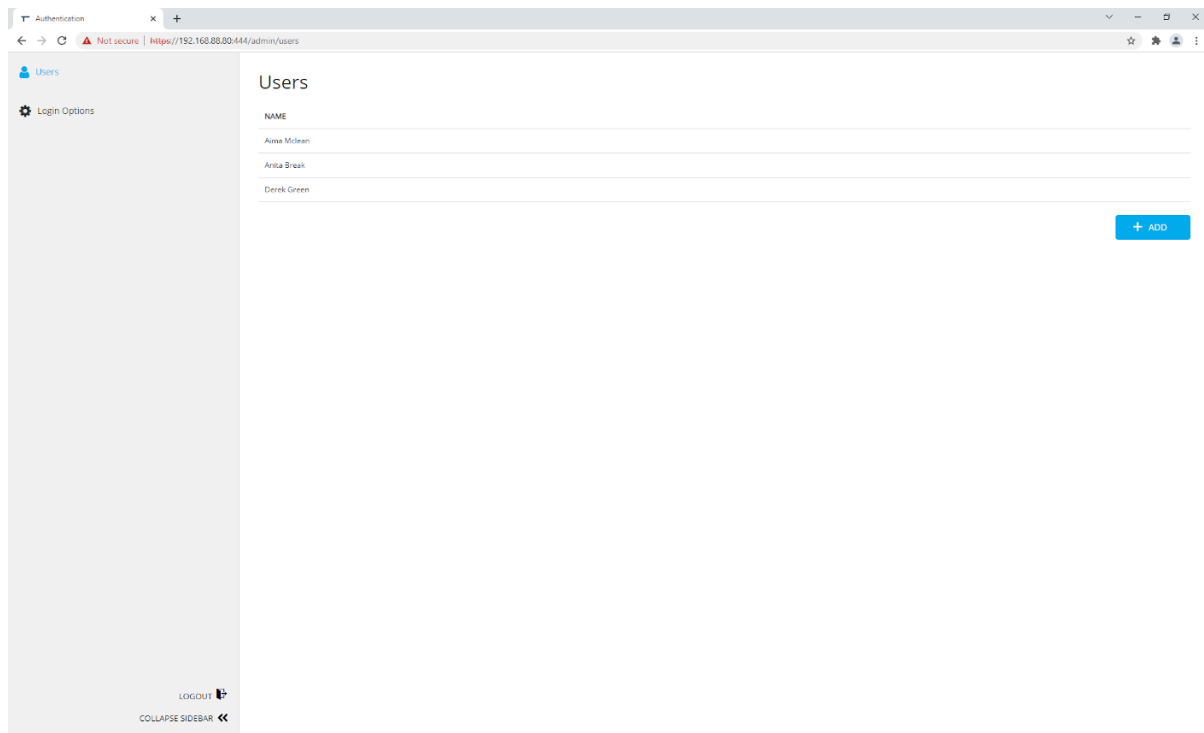 Authentication
Not secure | https://192.168.88.80:444/admin/users
Users
Login Options
Users
NAME
Aima Mclean
Anita Break
Derek Green
+ ADD
LOGOUT
COLLAPSE SIDEBAR